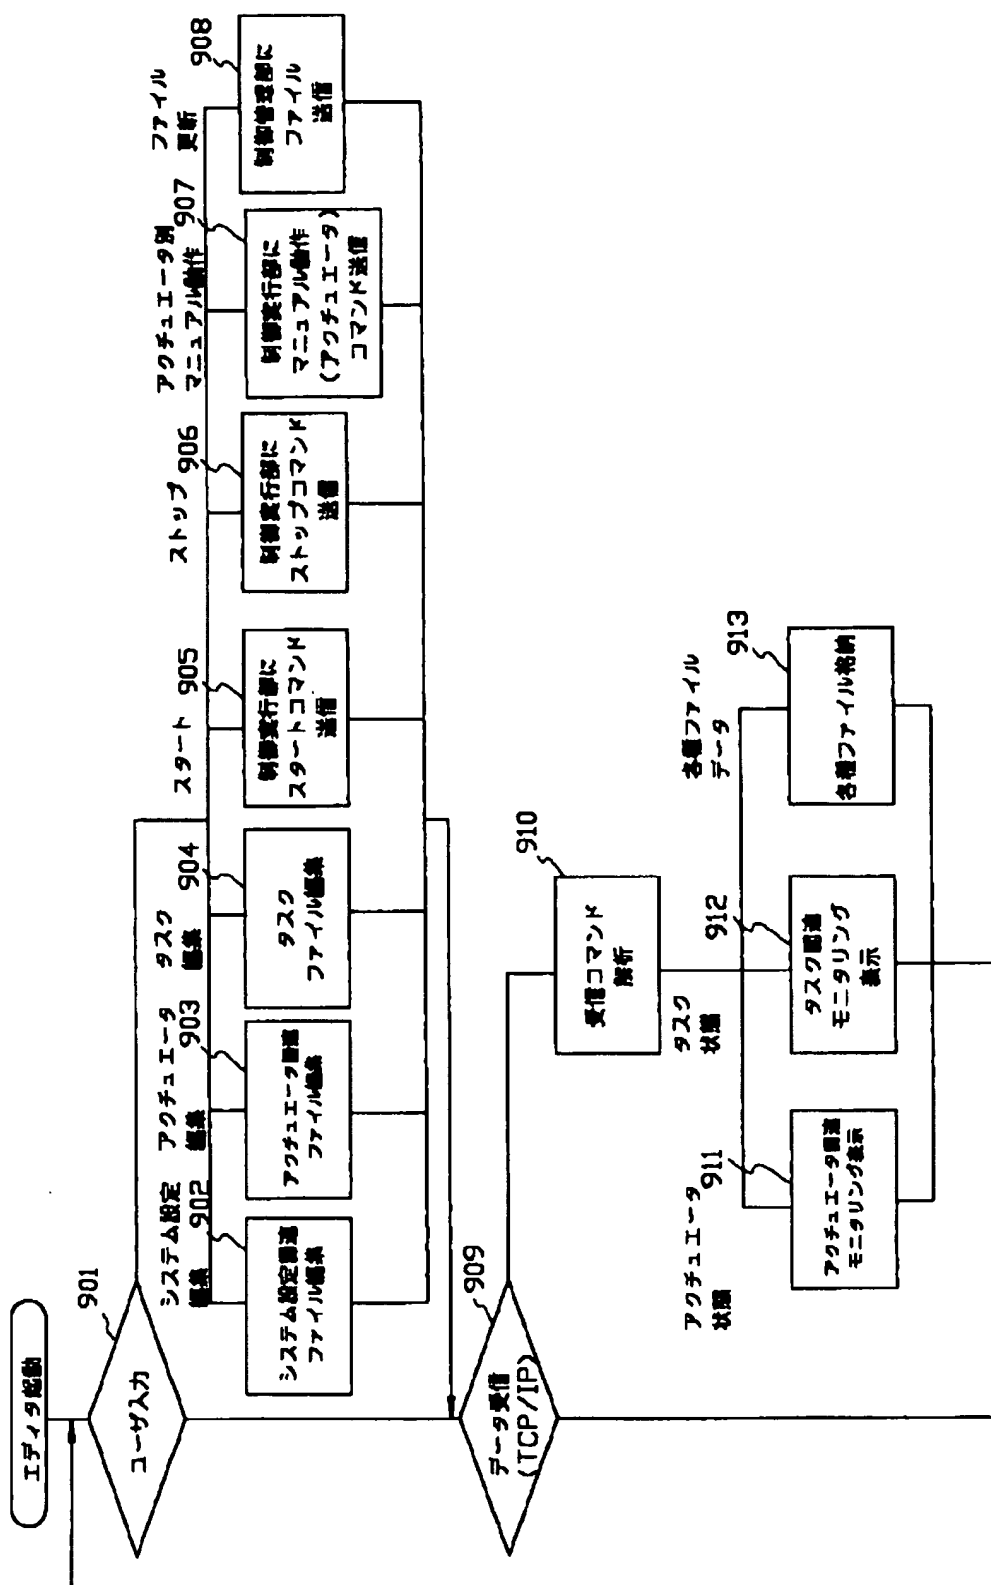 エディタ起動
ユーザ入力
901
システム設定
編集
902
システム設定関連
ファイル編集
アクチュエータ
編集
903
アクチュエータ関連
ファイル編集
タスク
編集
904
タスク
ファイル編集
スタート
905
制御実行部に
スタートコマンド
送信
ストップ
906
制御実行部に
ストップコマンド
送信
アクチュエータ別
マニュアル動作
907
制御実行部に
マニュアル動作
(アクチュエータ)
コマンド送信
ファイル
更新
908
制御管理部に
ファイル
送信
データ受信
(TCP/IP)
909
受信コマンド
解析
910
アクチュエータ
状態
911
アクチュエータ関連
モニタリング表示
タスク
状態
912
タスク関連
モニタリング
表示
各種ファイル
データ
913
各種ファイル格納